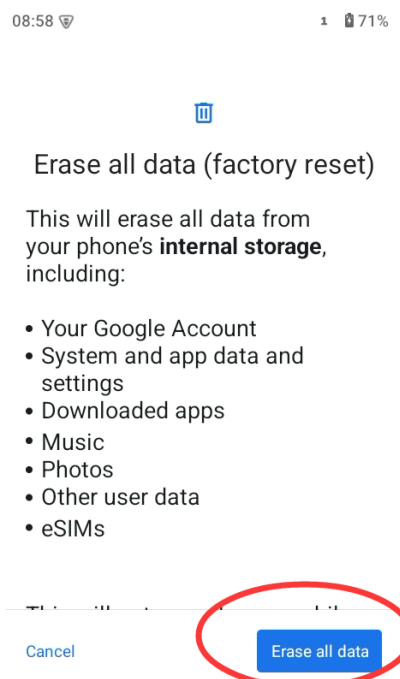 08:58 1 71%
Erase all data (factory reset)
This will erase all data from
your phone's internal storage,
including:
• Your Google Account
• System and app data and
settings
• Downloaded apps
• Music
• Photos
• Other user data
• eSIMs
Cancel Erase all data